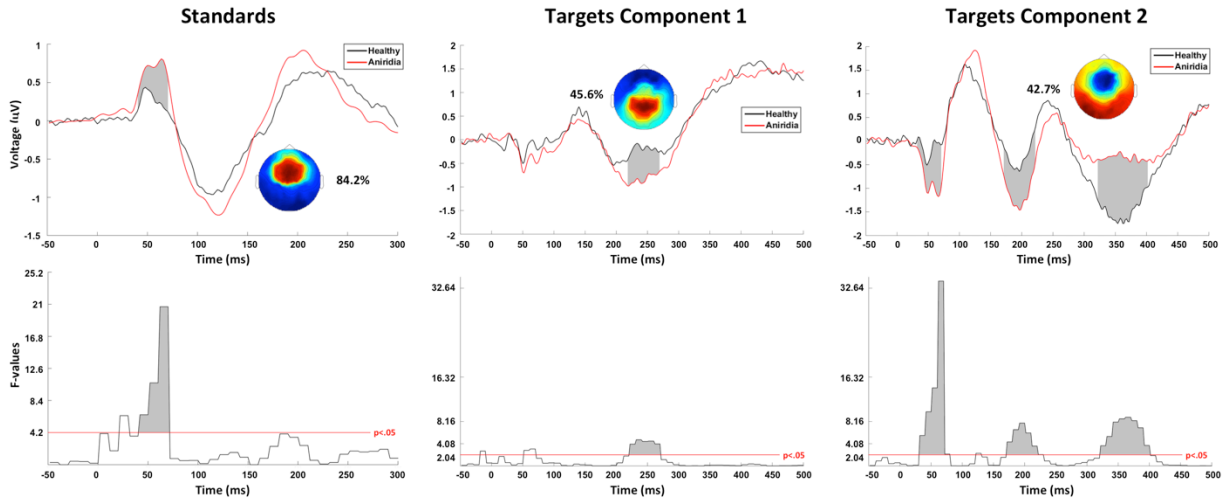 Standards
Targets Component 1
Targets Component 2
Voltage (uV)
1
0.5
0
-0.5
-1
-1.5
Healthy
Aniridia
84.2%
-50 0 50 100 150 200 250 300
Time (ms)
2
1.5
1
0.5
0
-0.5
-1
-1.5
-2
45.6%
Healthy
Aniridia
-50 0 50 100 150 200 250 300 350 400 450 500
Time (ms)
2
1.5
1
0.5
0
-0.5
-1
-1.5
-2
Healthy
Aniridia
42.7%
-50 0 50 100 150 200 250 300 350 400 450 500
Time (ms)
F-values
25.2
21
16.8
12.6
8.4
4.2
p<.05
-50 0 50 100 150 200 250 300
Time (ms)
32.64
16.32
8.16
4.08
2.04
p<.05
-50 0 50 100 150 200 250 300 350 400 450 500
Time (ms)
32.64
16.32
8.16
4.08
2.04
p<.05
-50 0 50 100 150 200 250 300 350 400 450 500
Time (ms)